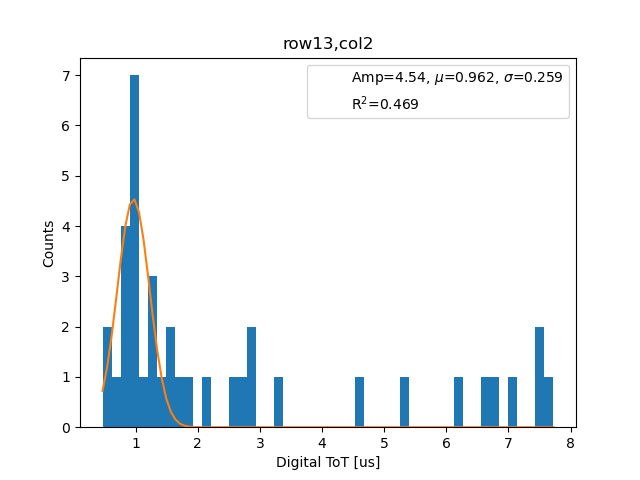 row13,col2
Amp=4.54, μ=0.962, σ=0.259
R²=0.469
7
6
5
4
3
2
1
0
Counts
1 2 3 4 5 6 7 8
Digital ToT [us]